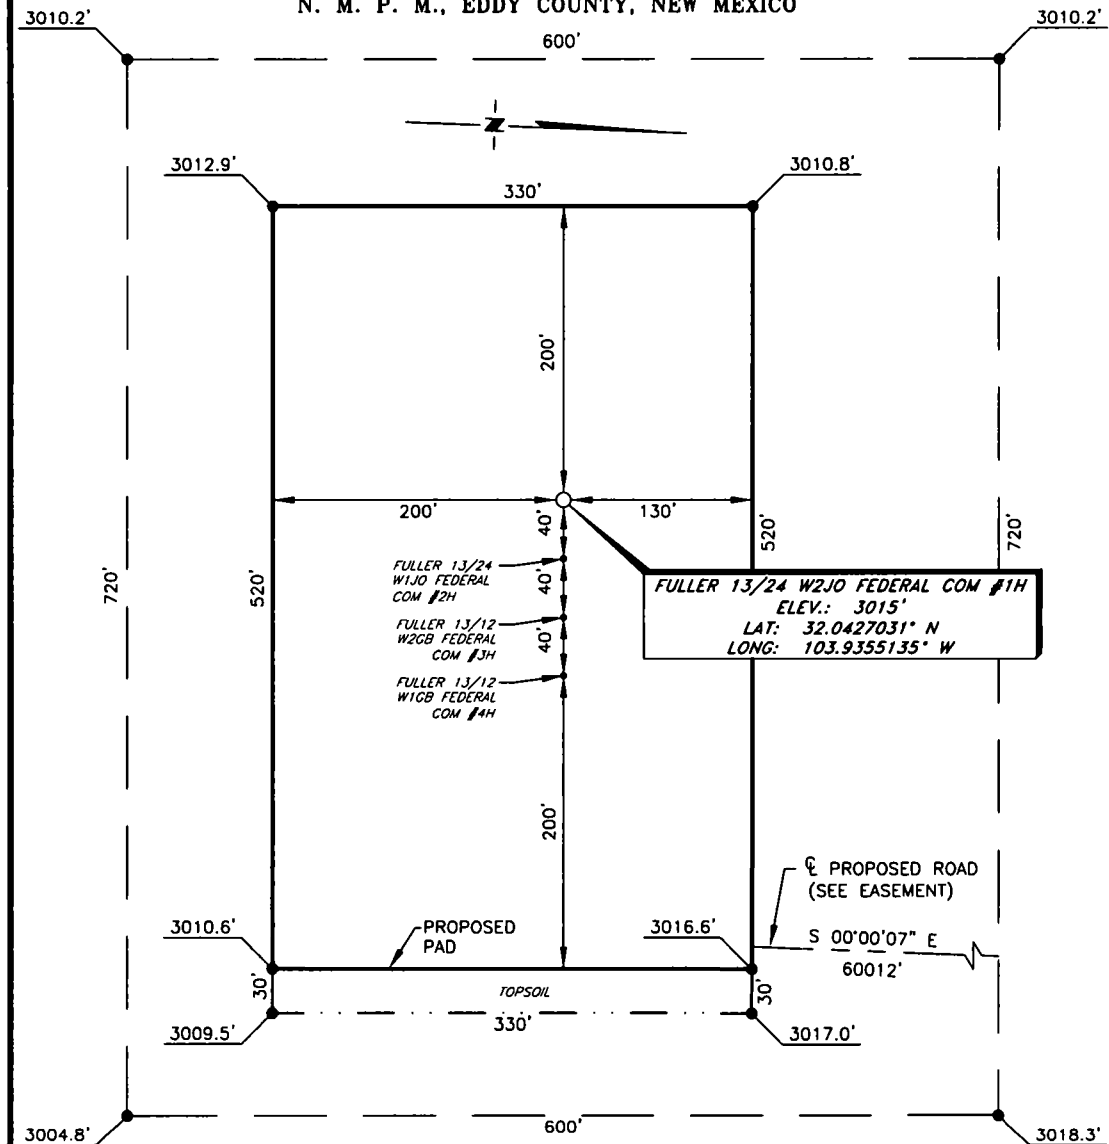 N. M. P. M., EDDY COUNTY, NEW MEXICO
3010.2'
3010.2'
600'
N
3012.9'
3010.8'
330'
200'
200'
130'
40'
520'
520'
720'
720'
FULLER 13/24
W1JO FEDERAL
COM #2H
40'
FULLER 13/12
W2GB FEDERAL
COM #3H
40'
FULLER 13/12
W1GB FEDERAL
COM #4H
FULLER 13/24 W2JO FEDERAL COM #1H
ELEV.: 3015'
LAT: 32.0427031° N
LONG: 103.9355135° W
200'
℄ PROPOSED ROAD
(SEE EASEMENT)
S 00°00'07" E
60012'
3010.6'
PROPOSED
PAD
3016.6'
30'
TOPSOIL
30'
330'
3009.5'
3017.0'
3004.8'
600'
3018.3'